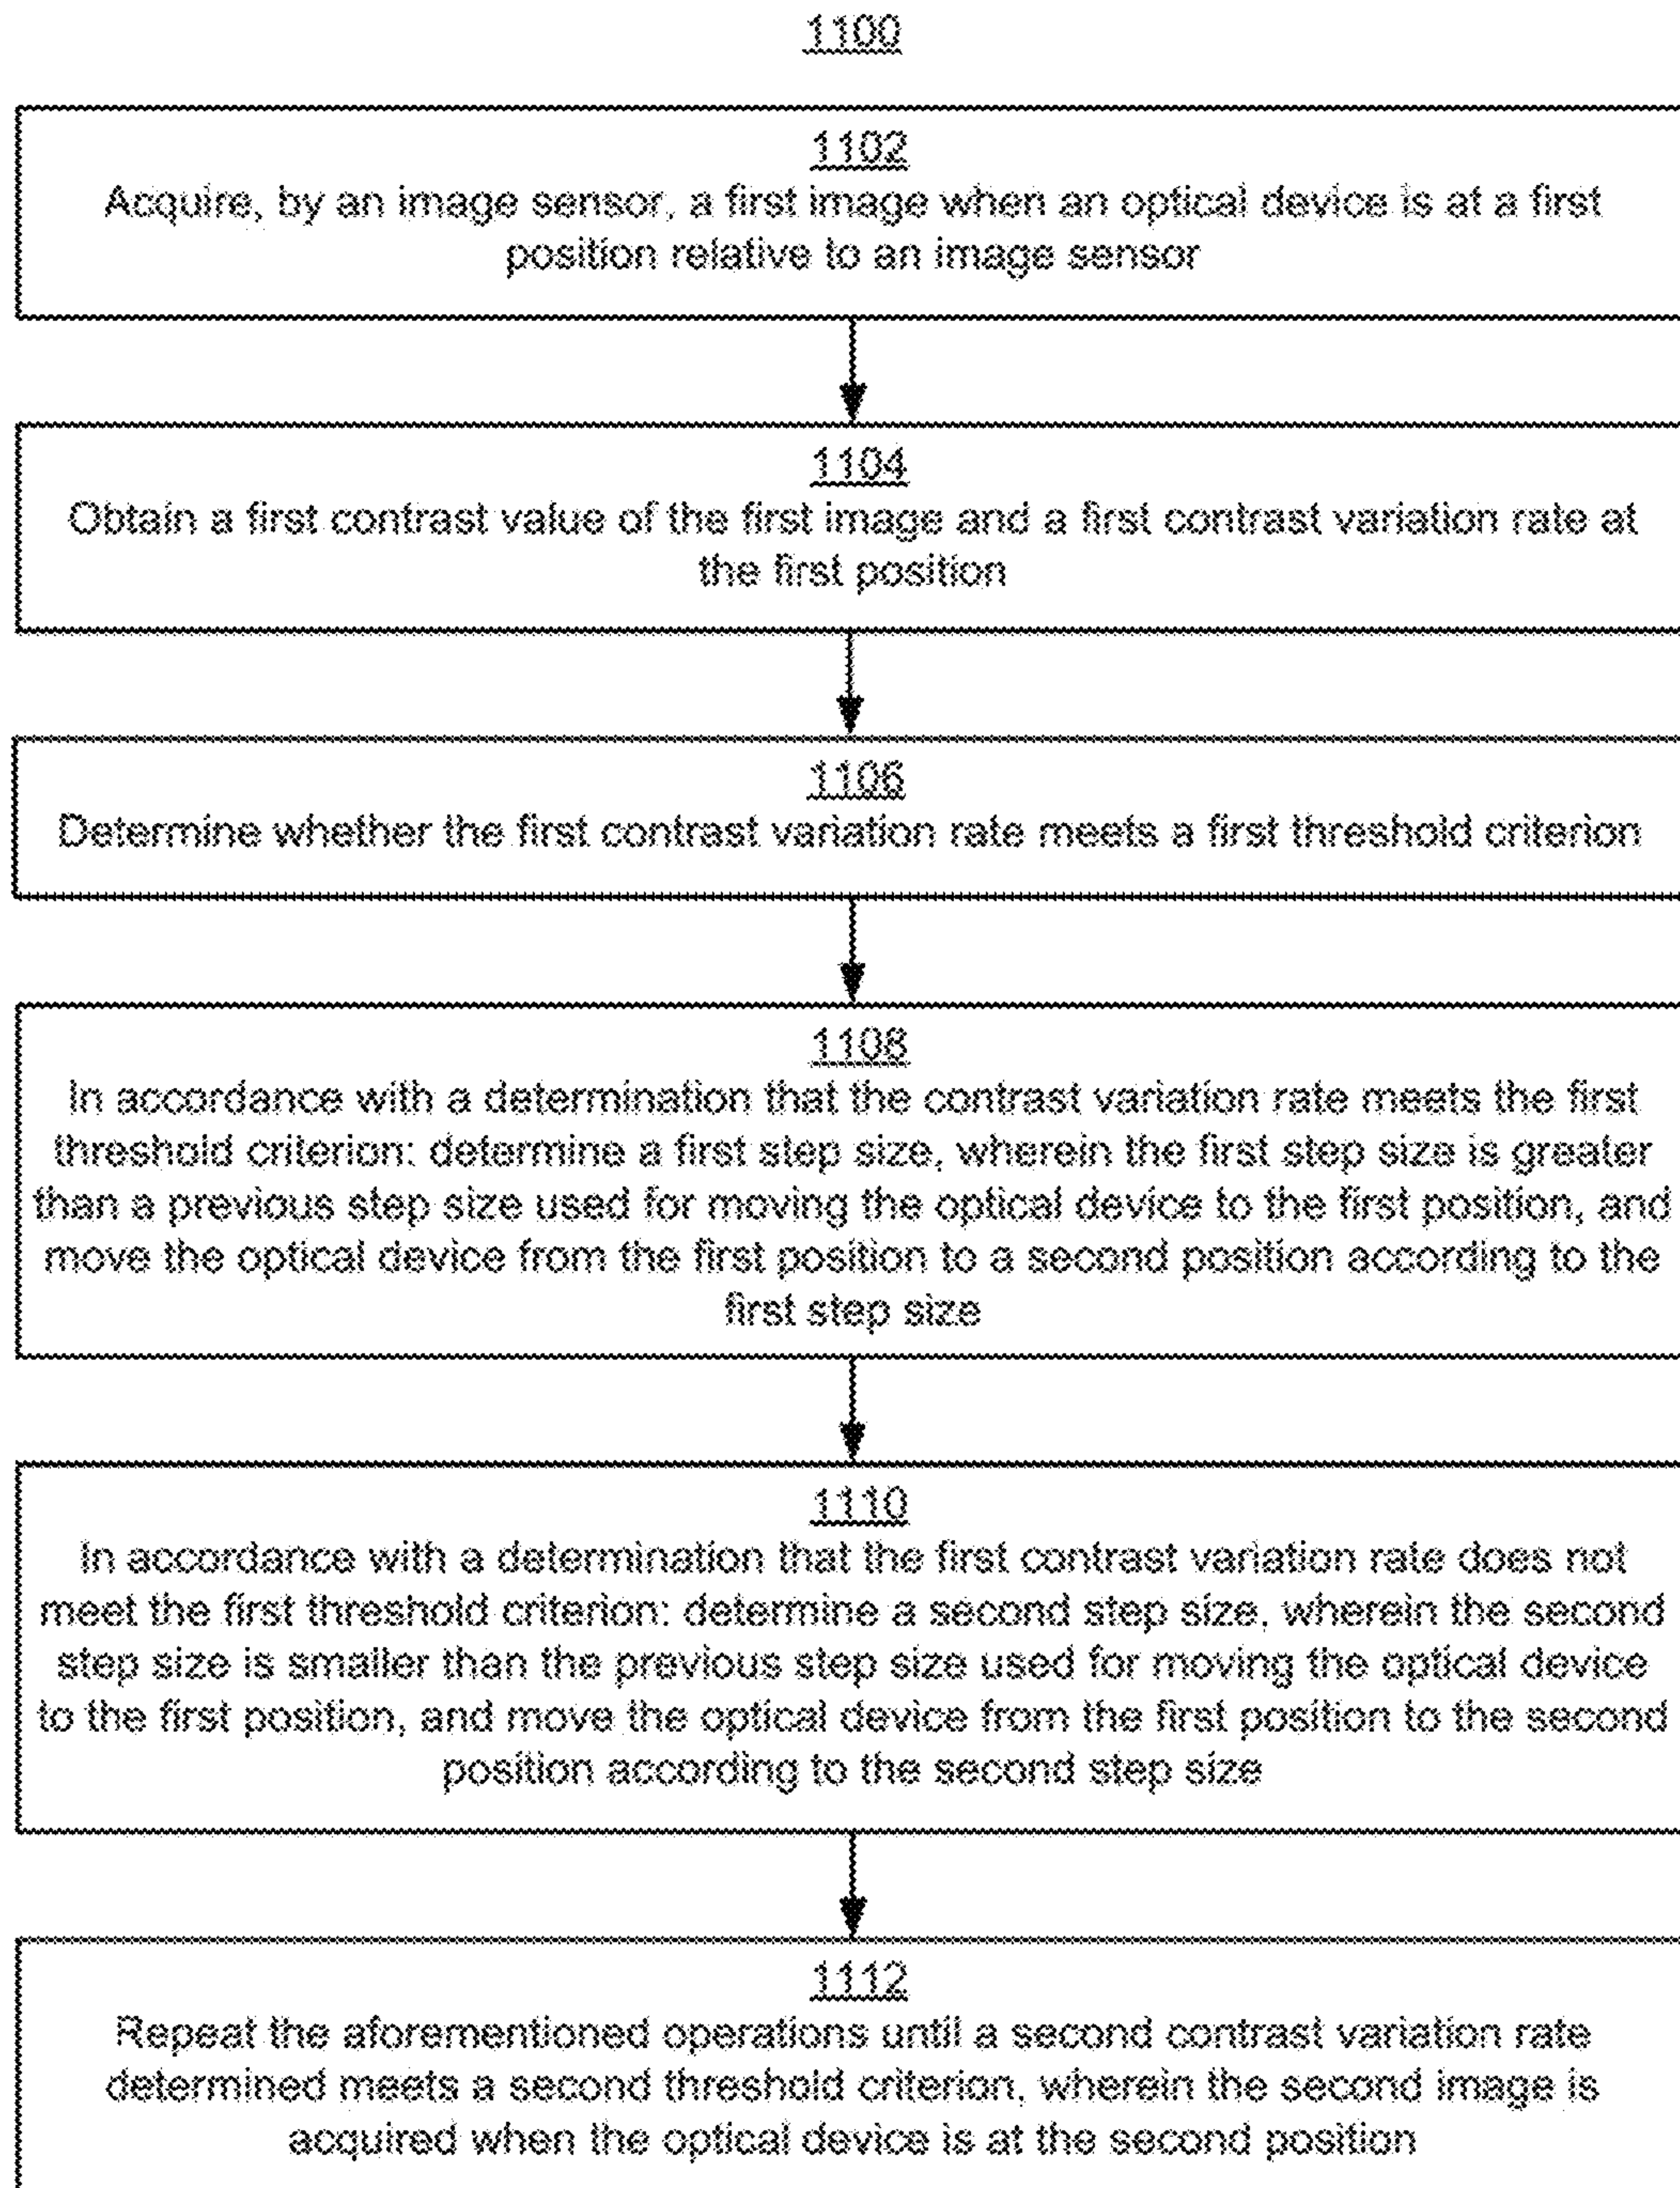 1100
1102
Acquire, by an image sensor, a first image when an optical device is at a first
position relative to an image sensor
1104
Obtain a first contrast value of the first image and a first contrast variation rate at
the first position
1106
Determine whether the first contrast variation rate meets a first threshold criterion
1108
In accordance with a determination that the contrast variation rate meets the first
threshold criterion: determine a first step size, wherein the first step size is greater
than a previous step size used for moving the optical device to the first position, and
move the optical device from the first position to a second position according to the
first step size
1110
In accordance with a determination that the first contrast variation rate does not
meet the first threshold criterion: determine a second step size, wherein the second
step size is smaller than the previous step size used for moving the optical device
to the first position, and move the optical device from the first position to the second
position according to the second step size
1112
Repeat the aforementioned operations until a second contrast variation rate
determined meets a second threshold criterion, wherein the second image is
acquired when the optical device is at the second position